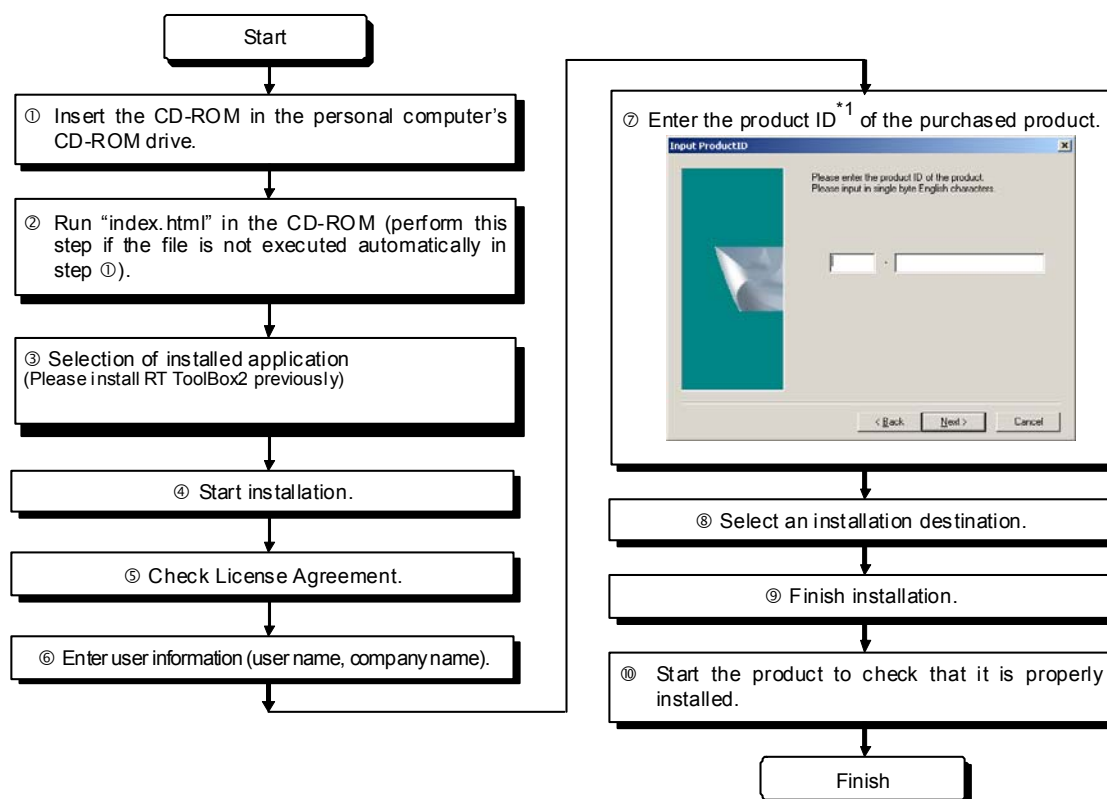 Start
① Insert the CD-ROM in the personal computer's
CD-ROM drive.
② Run "index.html" in the CD-ROM (perform this
step if the file is not executed automatically in
step ①).
③ Selection of installed application
(Please install RT ToolBox2 previously)
④ Start installation.
⑤ Check License Agreement.
⑥ Enter user information (user name, company name).
⑦ Enter the product ID*1 of the purchased product.
Input ProductID
Please enter the product ID of the product.
Please input in single byte English characters.
-
< Back
Next >
Cancel
⑧ Select an installation destination.
⑨ Finish installation.
⑩ Start the product to check that it is properly
installed.
Finish